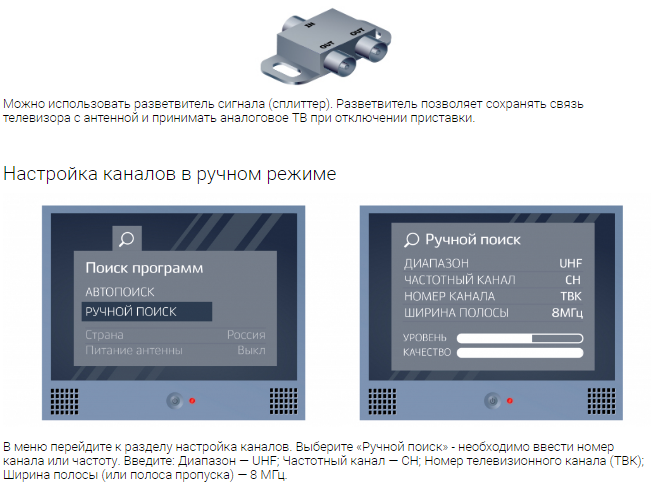 IN
OUT
OUT
Можно использовать разветвитель сигнала (сплиттер). Разветвитель позволяет сохранять связь
телевизора с антенной и принимать аналоговое ТВ при отключении приставки.
Настройка каналов в ручном режиме
Поиск программ
АВТОПОИСК
РУЧНОЙ ПОИСК
Страна Россия
Питание антенны Выкл
Ручной поиск
ДИАПАЗОН UHF
ЧАСТОТНЫЙ КАНАЛ CH
НОМЕР КАНАЛА ТВК
ШИРИНА ПОЛОСЫ 8МГц
УРОВЕНЬ
КАЧЕСТВО
В меню перейдите к разделу настройка каналов. Выберите «Ручной поиск» - необходимо ввести номер
канала или частоту. Введите: Диапазон — UHF; Частотный канал — CH; Номер телевизионного канала (ТВК);
Ширина полосы (или полоса пропуска) — 8 МГц.